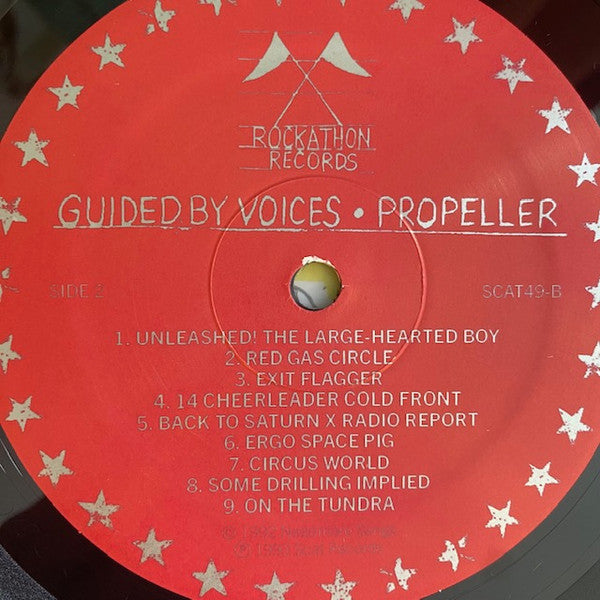 ROCKATHON
RECORDS
GUIDED BY VOICES • PROPELLER
SIDE 2
SCAT49-B
1. UNLEASHED! THE LARGE-HEARTED BOY
2. RED GAS CIRCLE
3. EXIT FLAGGER
4. 14 CHEERLEADER COLD FRONT
5. BACK TO SATURN X RADIO REPORT
6. ERGO SPACE PIG
7. CIRCUS WORLD
8. SOME DRILLING IMPLIED
9. ON THE TUNDRA